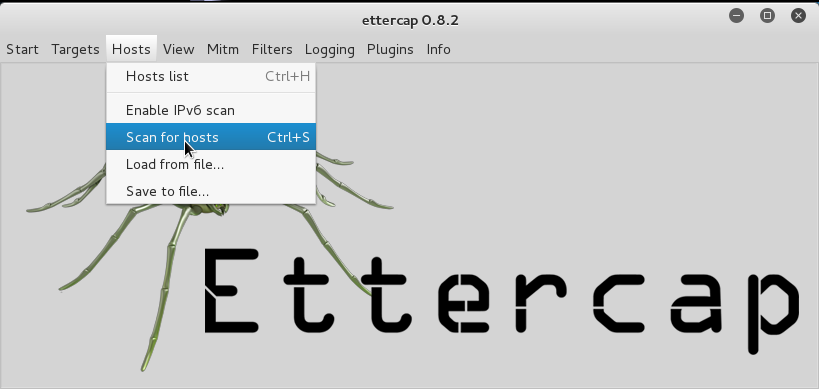 ettercap 0.8.2
Start Targets Hosts View Mitm Filters Logging Plugins Info
Hosts list Ctrl+H
Enable IPv6 scan
Scan for hosts Ctrl+S
Load from file...
Save to file...
Ettercap